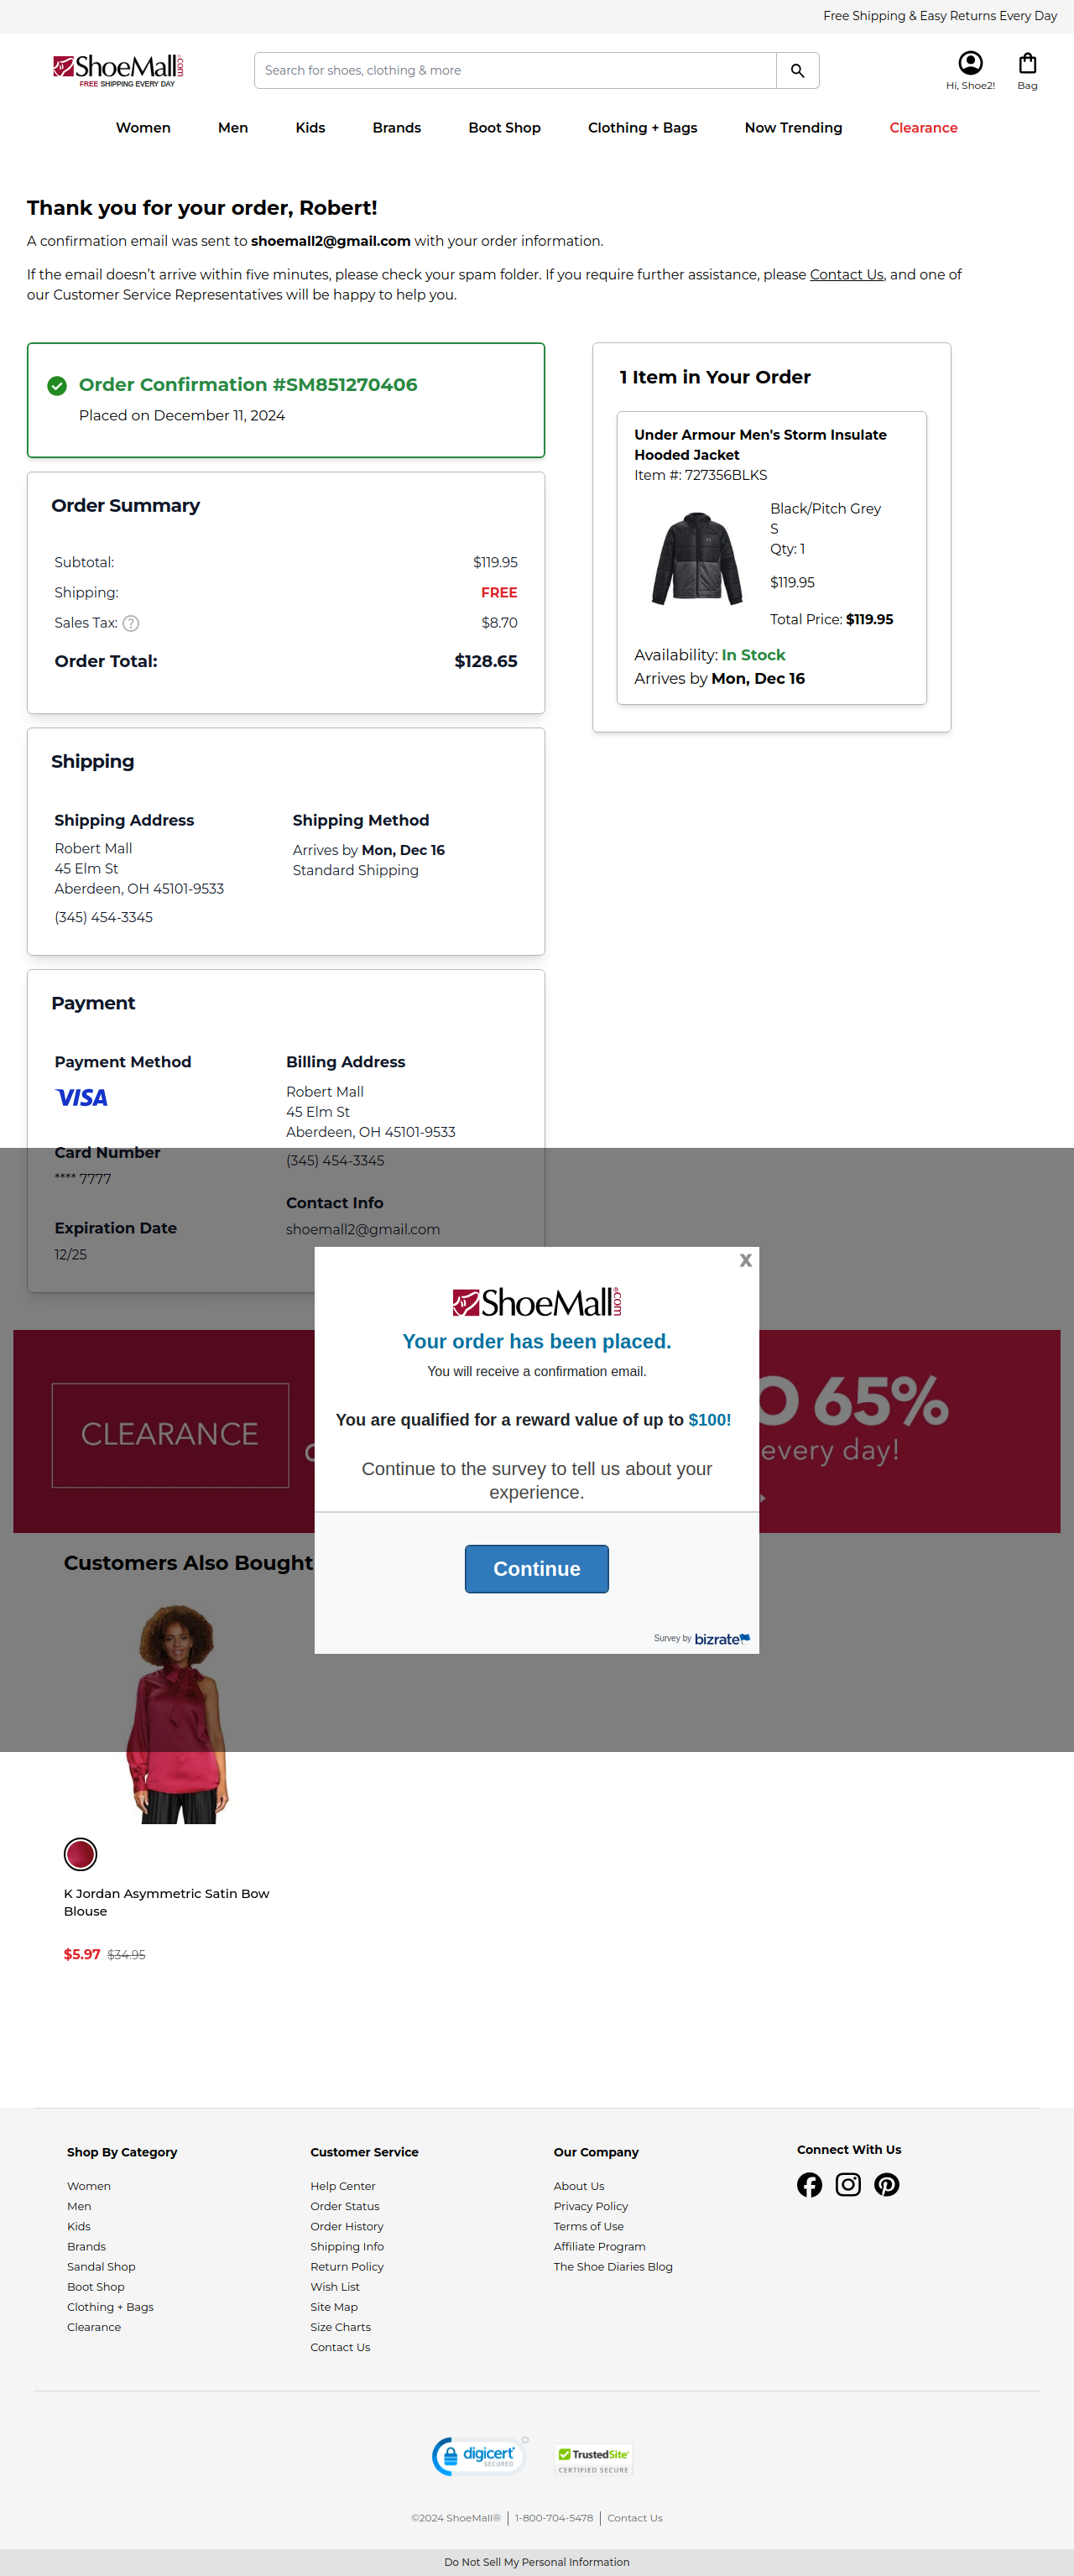 Free Shipping & Easy Returns Every Day
ShoeMall®.com
FREE SHIPPING EVERY DAY
Search for shoes, clothing & more
Hi, Shoe2!
Bag
Women
Men
Kids
Brands
Boot Shop
Clothing + Bags
Now Trending
Clearance
Thank you for your order, Robert!
A confirmation email was sent to shoemall2@gmail.com with your order information.
If the email doesn't arrive within five minutes, please check your spam folder. If you require further assistance, please Contact Us, and one of
our Customer Service Representatives will be happy to help you.
Order Confirmation #SM851270406
Placed on December 11, 2024
Order Summary
Subtotal: $119.95
Shipping: FREE
Sales Tax: ? $8.70
Order Total: $128.65
1 Item in Your Order
Under Armour Men's Storm Insulate
Hooded Jacket
Item #: 727356BLKS
Black/Pitch Grey
S
Qty: 1
$119.95
Total Price: $119.95
Availability: In Stock
Arrives by Mon, Dec 16
Shipping
Shipping Address
Robert Mall
45 Elm St
Aberdeen, OH 45101-9533
(345) 454-3345
Shipping Method
Arrives by Mon, Dec 16
Standard Shipping
Payment
Payment Method
VISA
Card Number
**** 7777
Expiration Date
12/25
Billing Address
Robert Mall
45 Elm St
Aberdeen, OH 45101-9533
(345) 454-3345
Contact Info
shoemall2@gmail.com
X
ShoeMall®.com
Your order has been placed.
You will receive a confirmation email.
You are qualified for a reward value of up to $100!
Continue to the survey to tell us about your
experience.
Continue
Survey by bizrate
CLEARANCE
65%
every day!
Customers Also Bought
K Jordan Asymmetric Satin Bow
Blouse
$5.97 $34.95
Shop By Category
Women
Men
Kids
Brands
Sandal Shop
Boot Shop
Clothing + Bags
Clearance
Customer Service
Help Center
Order Status
Order History
Shipping Info
Return Policy
Wish List
Site Map
Size Charts
Contact Us
Our Company
About Us
Privacy Policy
Terms of Use
Affiliate Program
The Shoe Diaries Blog
Connect With Us
digicert
SECURED
TrustedSite
CERTIFIED SECURE
©2024 ShoeMall® | 1-800-704-5478 | Contact Us
Do Not Sell My Personal Information